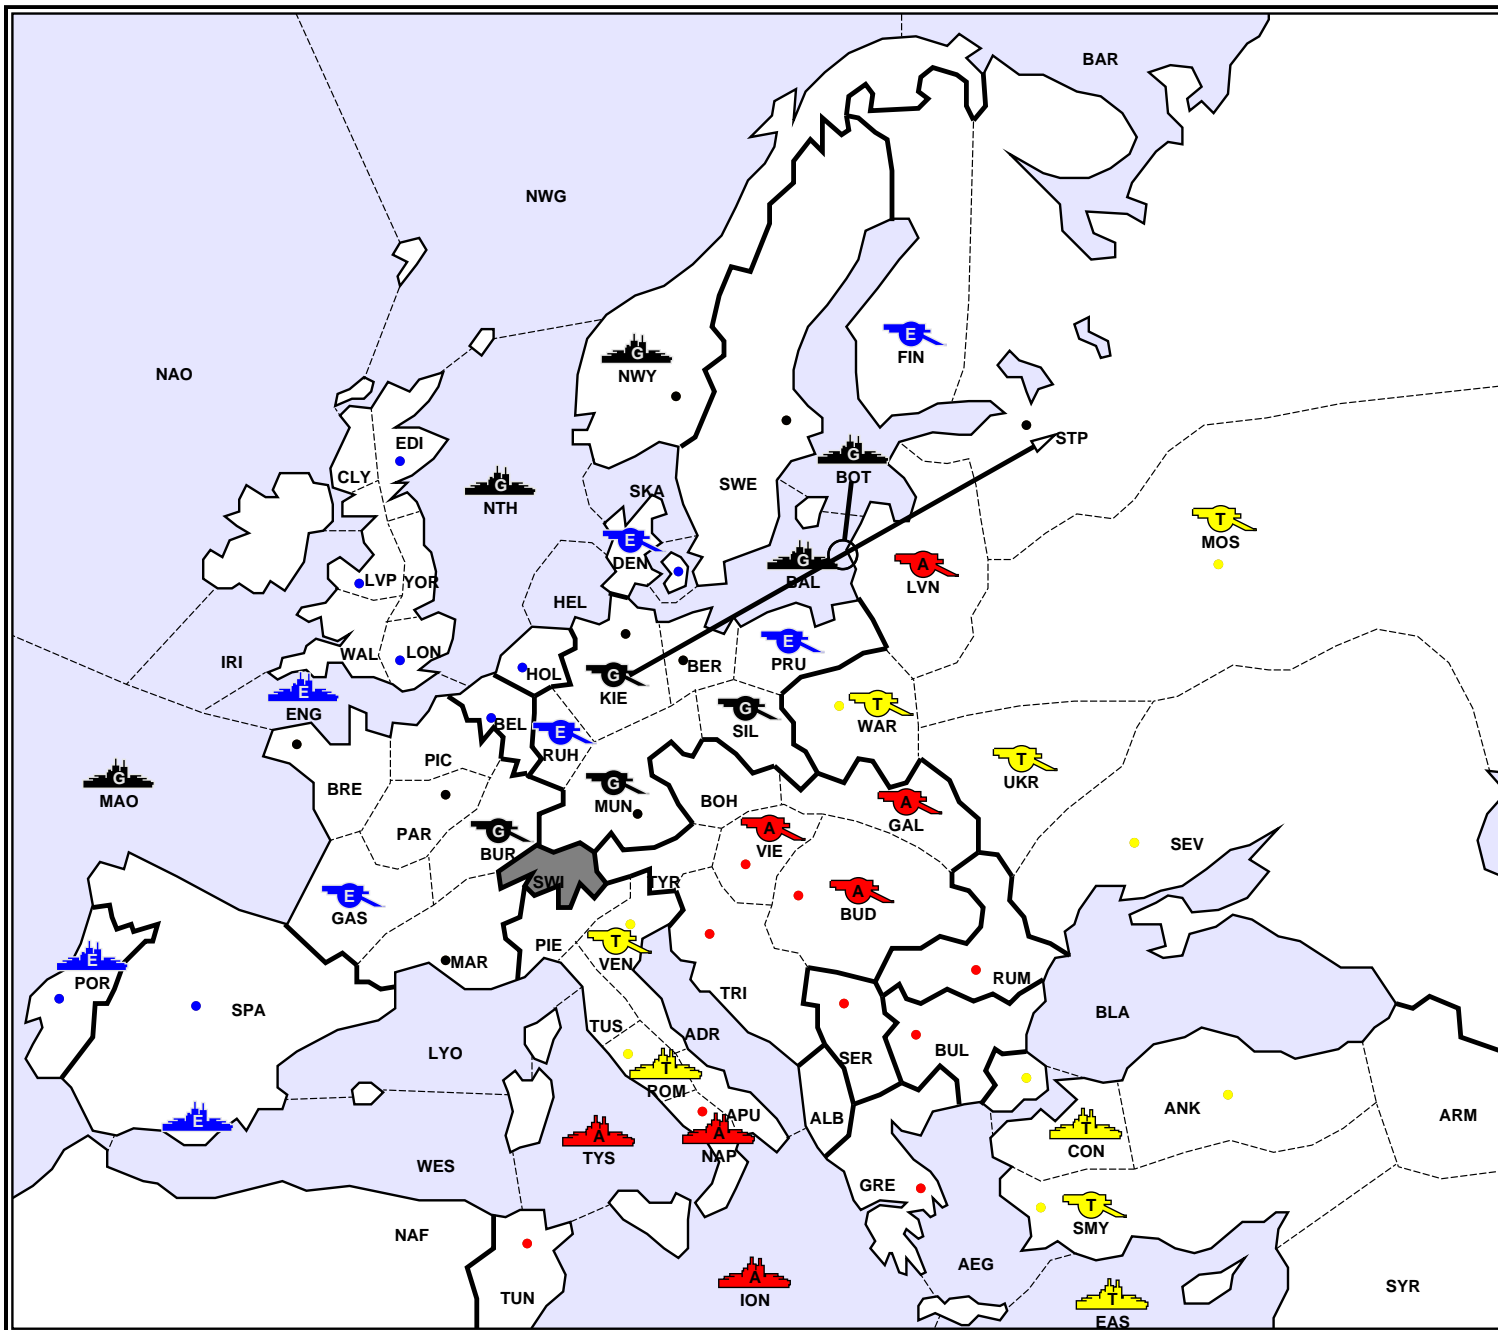 BAR
NWG
E
FIN
G
NWY
NAO
EDI
STP
G
BOT
CLY
G
NTH
SKA
SWE
T
MOS
E
DEN
G
BAL
A
LVN
LVP
YOR
HEL
IRI
WAL
LON
HOL
G
KIE
BER
E
PRU
E
ENG
BEL
E
RUH
G
SIL
T
WAR
PIC
T
UKR
G
MAO
BRE
G
MUN
BOH
A
GAL
PAR
G
BUR
A
VIE
SEV
SWI
TYR
E
GAS
A
BUD
PIE
T
VEN
E
POR
MAR
RUM
SPA
TRI
BLA
TUS
ADR
LYO
SER
BUL
T
ROM
E
APU
ALB
ANK
ARM
A
TYS
A
NAP
T
CON
WES
GRE
T
SMY
NAF
AEG
A
ION
TUN
SYR
T
EAS